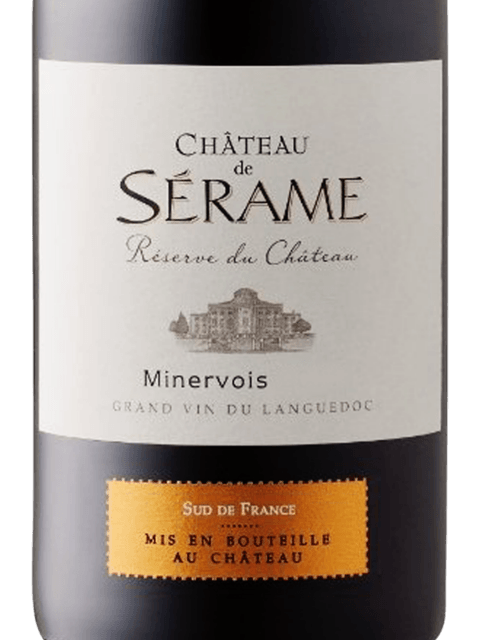 CHÂTEAU
de
SÉRAME
Réserve du Château
Minervois
GRAND VIN DU LANGUEDOC
SUD DE FRANCE
MIS EN BOUTEILLE
AU CHÂTEAU